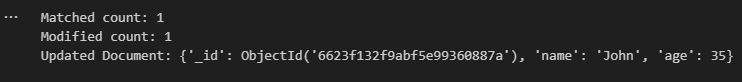 ... Matched count: 1
Modified count: 1
Updated Document: {'_id': ObjectId('6623f132f9abf5e99360887a'), 'name': 'John', 'age': 35}